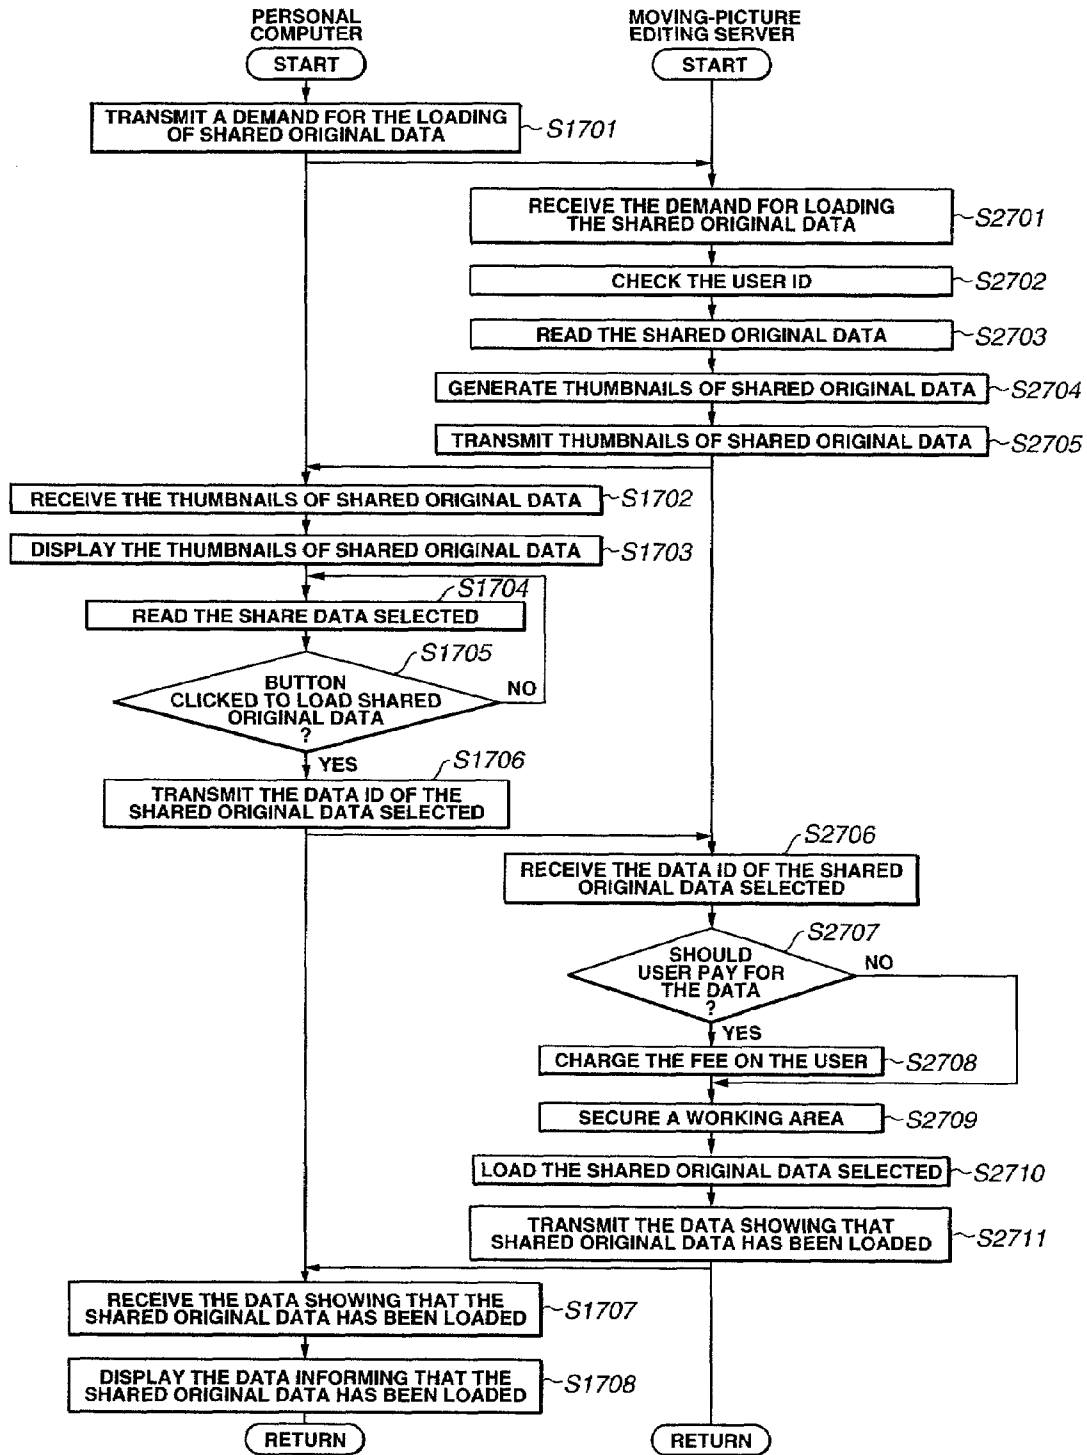 PERSONAL
COMPUTER
MOVING-PICTURE
EDITING SERVER
START
START
TRANSMIT A DEMAND FOR THE LOADING
OF SHARED ORIGINAL DATA
S1701
RECEIVE THE DEMAND FOR LOADING
THE SHARED ORIGINAL DATA
S2701
CHECK THE USER ID
S2702
READ THE SHARED ORIGINAL DATA
S2703
GENERATE THUMBNAILS OF SHARED ORIGINAL DATA
S2704
TRANSMIT THUMBNAILS OF SHARED ORIGINAL DATA
S2705
RECEIVE THE THUMBNAILS OF SHARED ORIGINAL DATA
S1702
DISPLAY THE THUMBNAILS OF SHARED ORIGINAL DATA
S1703
S1704
READ THE SHARE DATA SELECTED
S1705
BUTTON
CLICKED TO LOAD SHARED
ORIGINAL DATA
?
NO
YES
S1706
TRANSMIT THE DATA ID OF THE
SHARED ORIGINAL DATA SELECTED
S2706
RECEIVE THE DATA ID OF THE SHARED
ORIGINAL DATA SELECTED
S2707
SHOULD
USER PAY FOR
THE DATA
?
NO
YES
CHARGE THE FEE ON THE USER
S2708
SECURE A WORKING AREA
S2709
LOAD THE SHARED ORIGINAL DATA SELECTED
S2710
TRANSMIT THE DATA SHOWING THAT
SHARED ORIGINAL DATA HAS BEEN LOADED
S2711
RECEIVE THE DATA SHOWING THAT THE
SHARED ORIGINAL DATA HAS BEEN LOADED
S1707
DISPLAY THE DATA INFORMING THAT THE
SHARED ORIGINAL DATA HAS BEEN LOADED
S1708
RETURN
RETURN